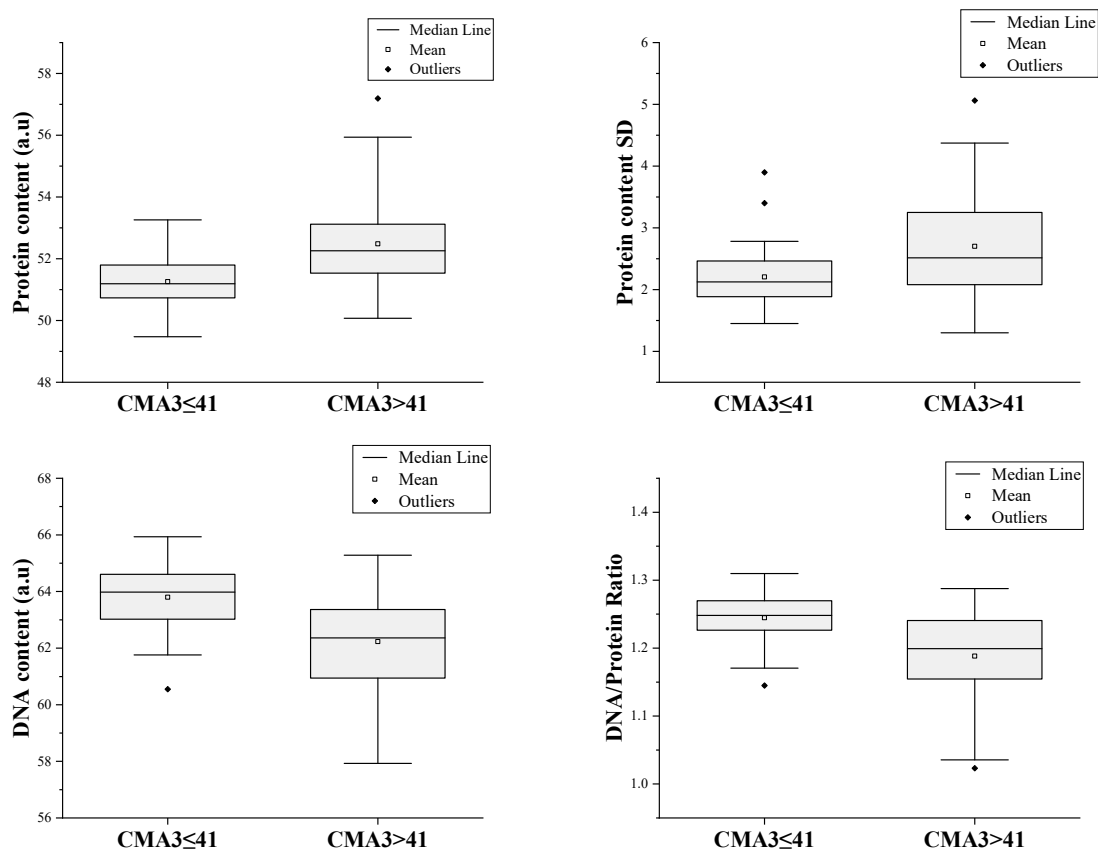 Median Line
Mean
Outliers
Protein content (a.u)
58
56
54
52
50
48
CMA3≤41
CMA3>41
Median Line
Mean
Outliers
Protein content SD
6
5
4
3
2
1
CMA3≤41
CMA3>41
Median Line
Mean
Outliers
DNA content (a.u)
68
66
64
62
60
58
56
CMA3≤41
CMA3>41
Median Line
Mean
Outliers
DNA/Protein Ratio
1.4
1.3
1.2
1.1
1.0
CMA3≤41
CMA3>41